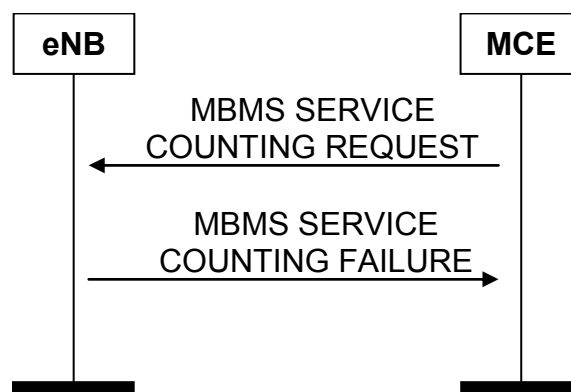 eNB
MCE
MBMS SERVICE
COUNTING REQUEST
MBMS SERVICE
COUNTING FAILURE